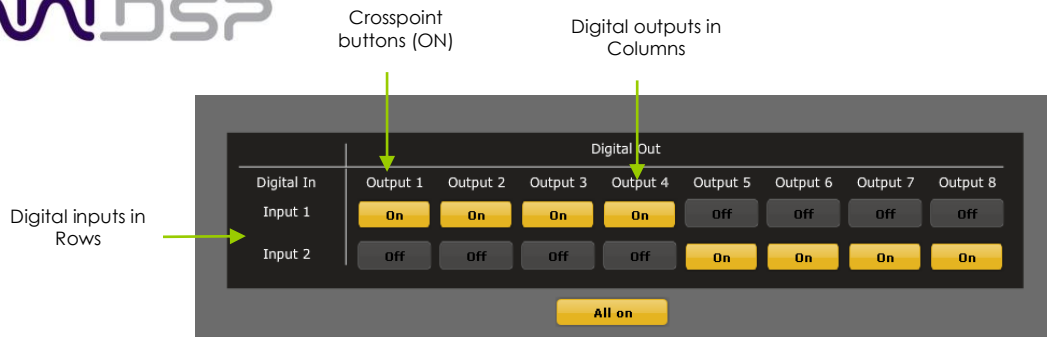 DSP
Crosspoint
buttons (ON)
Digital outputs in
Columns
Digital Out
Digital In Output 1 Output 2 Output 3 Output 4 Output 5 Output 6 Output 7 Output 8
Digital inputs in
Rows
Input 1 On On On On Off Off Off Off
Input 2 Off Off Off Off On On On On
All on